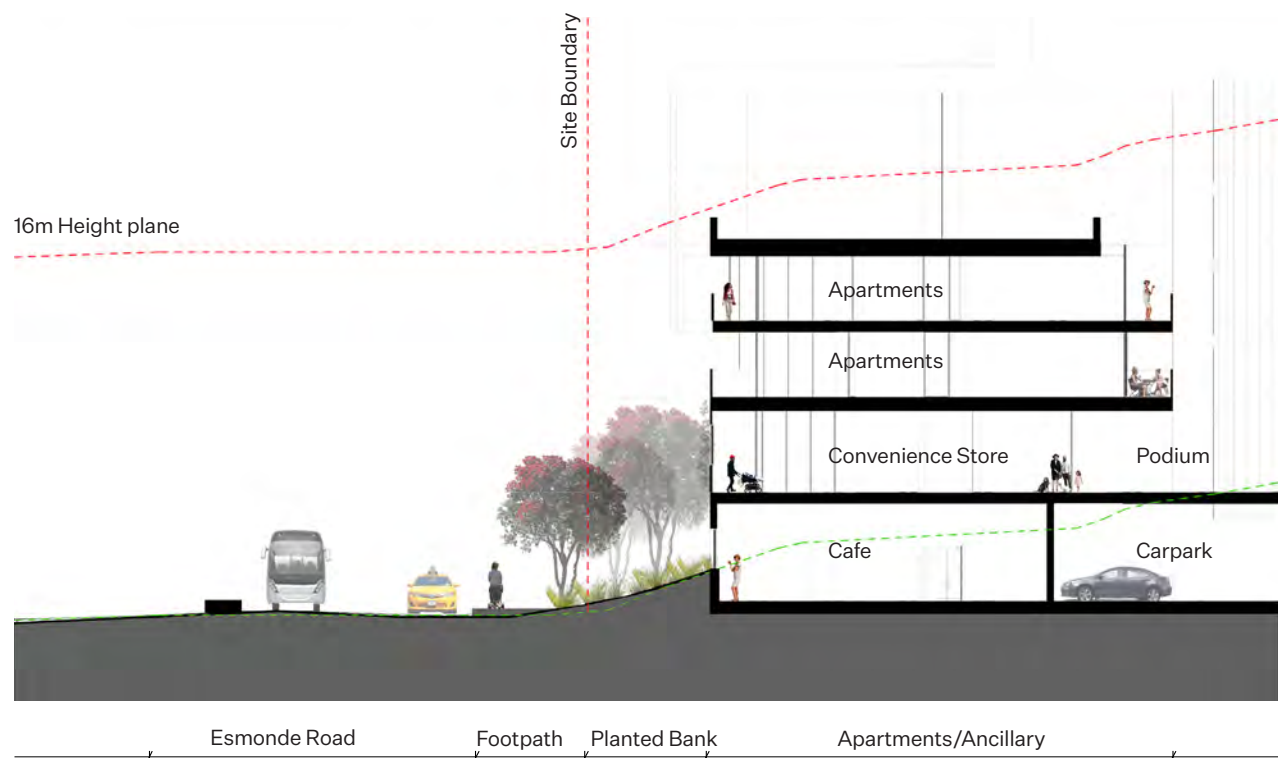 Site Boundary
16m Height plane
Apartments
Apartments
Convenience Store Podium
Cafe Carpark
Esmonde Road Footpath Planted Bank Apartments/Ancillary